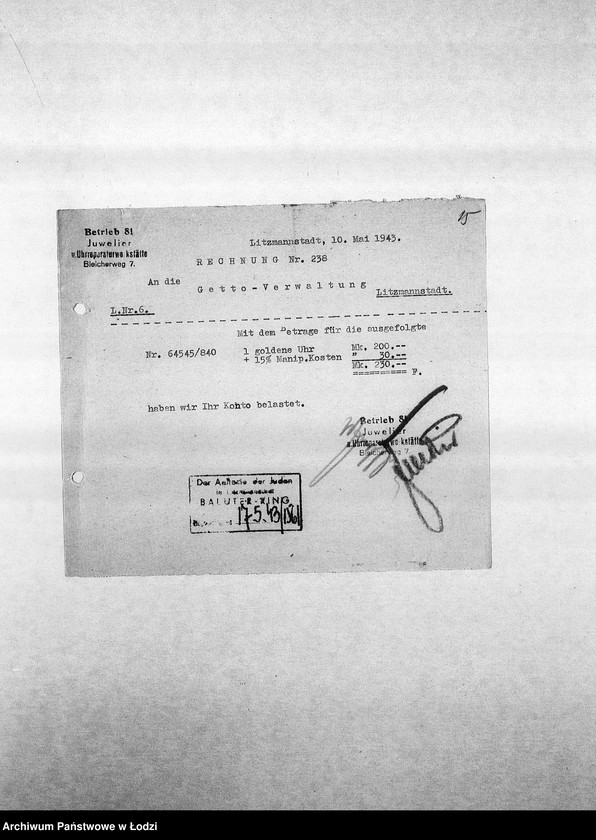 15
Betrieb 81
Juwelier
u.Uhrreparaturwerkstätte
Bleicherweg 7.
Litzmannstadt, 10. Mai 1943.
RECHNUNG Nr. 238
An die
Getto-Verwaltung
Litzmannstadt.
L.Nr.6.
Mit dem Betrage für die ausgefolgte
Nr. 64545/840 1 goldene Uhr Mk. 200.--
+ 15% Manip.Kosten " 30.--
Mk. 230.--
========== F.
haben wir Ihr Konto belastet.
Betrieb 81
Juwelier
u.Uhrreparaturwerkstätte
Bleicherweg 7.
Der Aelteste der Juden
in Litzmannstadt
BALUTER-RING
17.5.43
Archiwum Państwowe w Łodzi